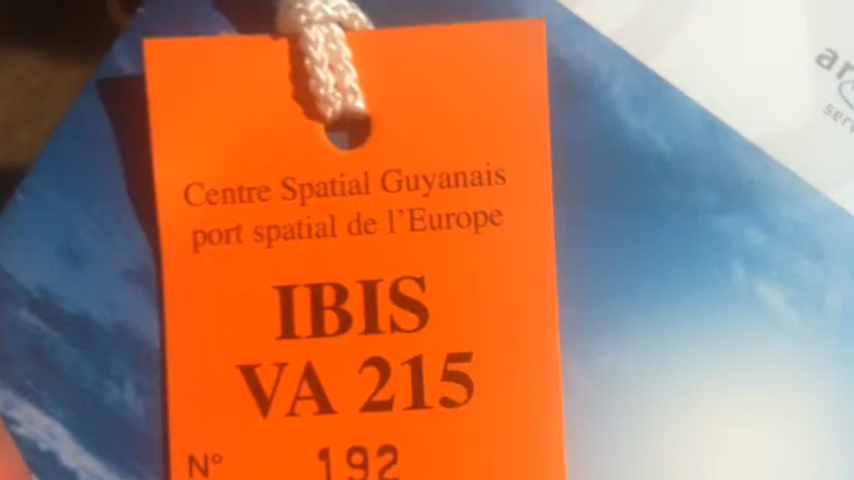 Centre Spatial Guyanais
port spatial de l'Europe
IBIS
VA 215
N° 192